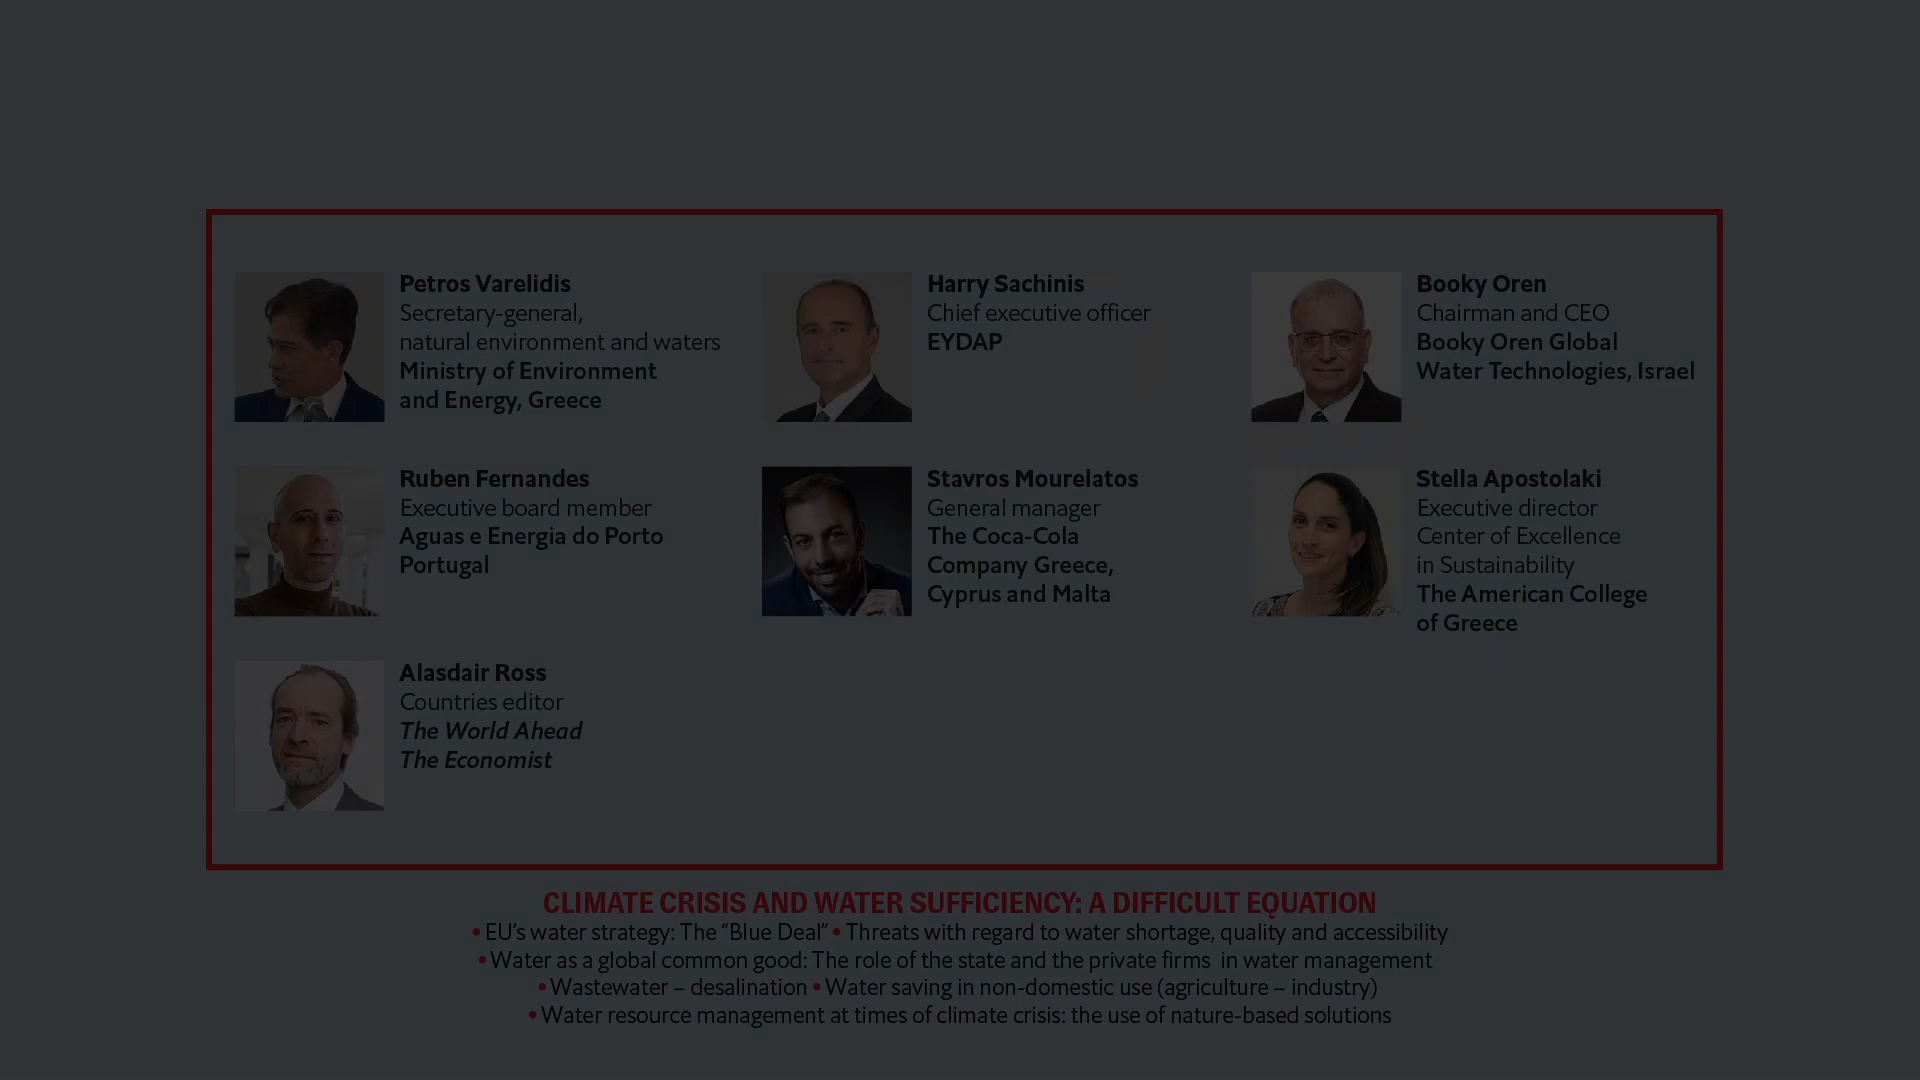 Petros Varelidis
Secretary-general,
natural environment and waters
Ministry of Environment
and Energy, Greece
Harry Sachinis
Chief executive officer
EYDAP
Booky Oren
Chairman and CEO
Booky Oren Global
Water Technologies, Israel
Ruben Fernandes
Executive board member
Aguas e Energia do Porto
Portugal
Stavros Mourelatos
General manager
The Coca-Cola
Company Greece,
Cyprus and Malta
Stella Apostolaki
Executive director
Center of Excellence
in Sustainability
The American College
of Greece
Alasdair Ross
Countries editor
The World Ahead
The Economist
CLIMATE CRISIS AND WATER SUFFICIENCY: A DIFFICULT EQUATION
• EU’s water strategy: The “Blue Deal” • Threats with regard to water shortage, quality and accessibility
• Water as a global common good: The role of the state and the private firms in water management
• Wastewater – desalination • Water saving in non-domestic use (agriculture – industry)
• Water resource management at times of climate crisis: the use of nature-based solutions